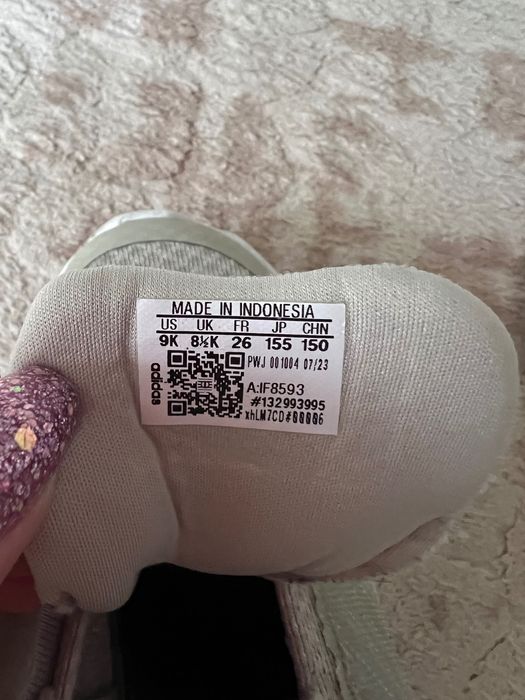 MADE IN INDONESIA
US UK FR JP CHN
9K 8½K 26 155 150
adidas
PWJ 001004 07/23
A:IF8593
#132993995
xhLM7CD#00006